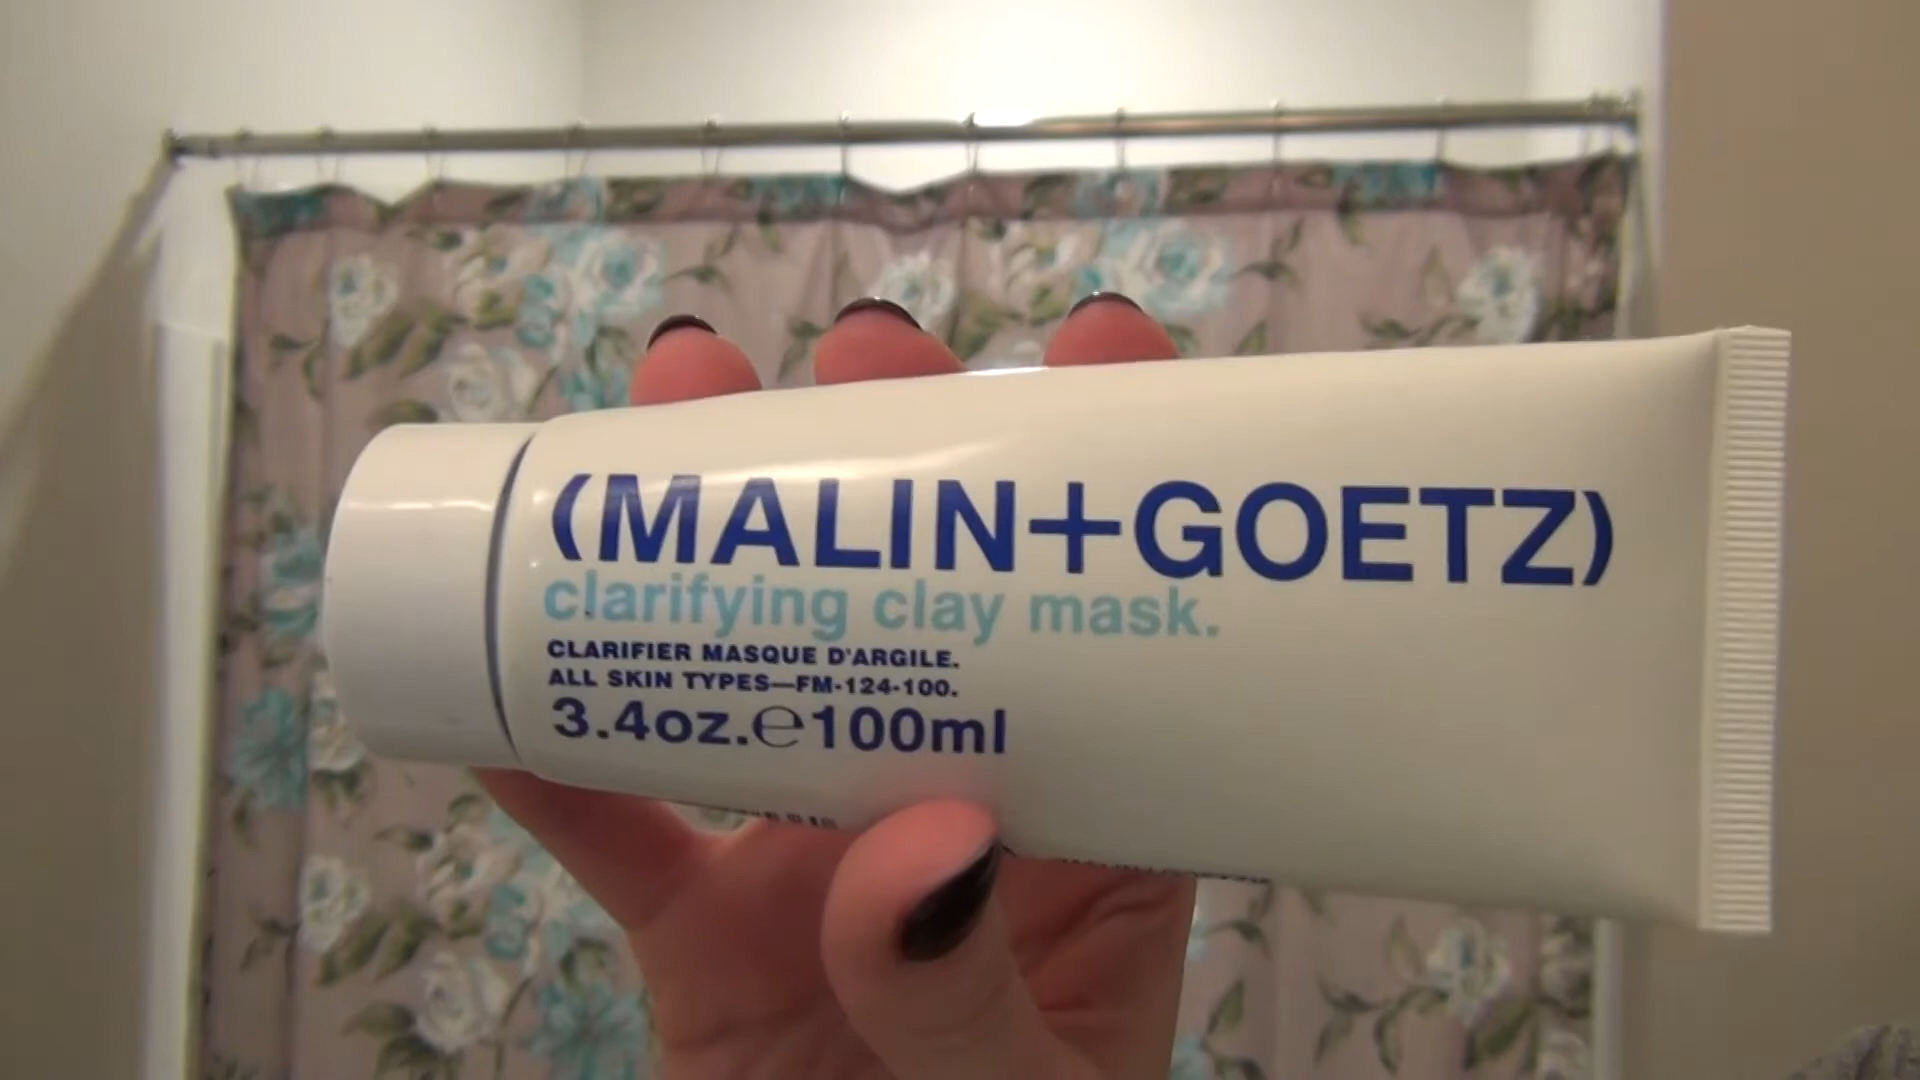 (MALIN+GOETZ)
clarifying clay mask.
CLARIFIER MASQUE D'ARGILE.
ALL SKIN TYPES—FM-124-100.
3.4oz.℮100ml